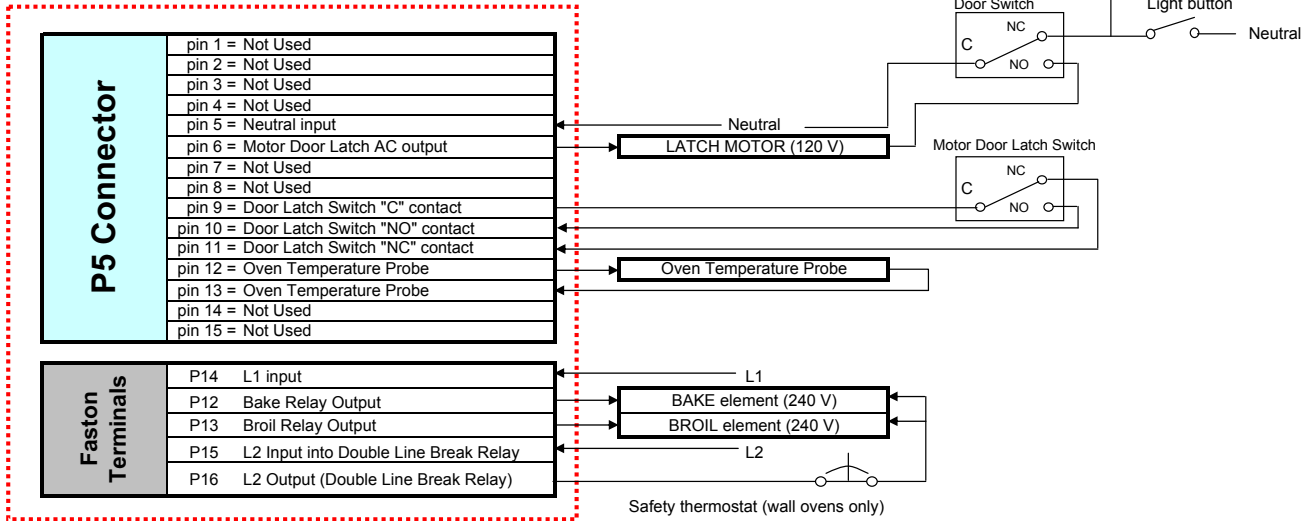 Door Switch
Light button
NC
C
NO
Neutral
P5 Connector
pin 1 = Not Used
pin 2 = Not Used
pin 3 = Not Used
pin 4 = Not Used
pin 5 = Neutral input
Neutral
pin 6 = Motor Door Latch AC output
LATCH MOTOR (120 V)
Motor Door Latch Switch
pin 7 = Not Used
pin 8 = Not Used
NC
C
NO
pin 9 = Door Latch Switch "C" contact
pin 10 = Door Latch Switch "NO" contact
pin 11 = Door Latch Switch "NC" contact
pin 12 = Oven Temperature Probe
Oven Temperature Probe
pin 13 = Oven Temperature Probe
pin 14 = Not Used
pin 15 = Not Used
Faston
Terminals
P14 L1 input
L1
P12 Bake Relay Output
BAKE element (240 V)
P13 Broil Relay Output
BROIL element (240 V)
P15 L2 Input into Double Line Break Relay
L2
P16 L2 Output (Double Line Break Relay)
Safety thermostat (wall ovens only)